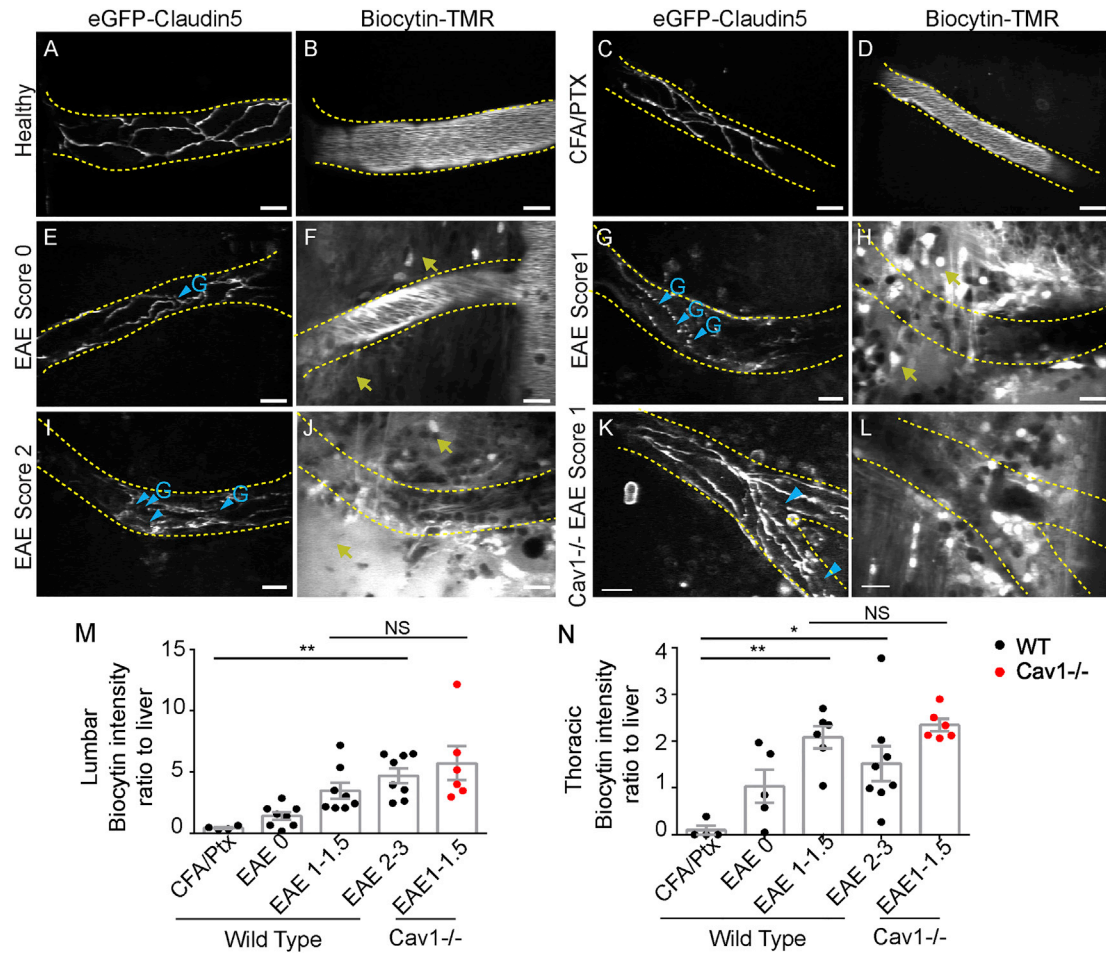 eGFP-Claudin5 Biocytin-TMR eGFP-Claudin5 Biocytin-TMR
Healthy
A
B
CFA/PTX
C
D
EAE Score 0
E
G
F
EAE Score1
G
G
G
G
H
EAE Score 2
I
G
G
J
Cav1-/- EAE Score 1
K
L
M
NS
**
Lumbar
Biocytin intensity
ratio to liver
15
10
5
0
CFA/Ptx
EAE 0
EAE 1-1.5
EAE 2-3
EAE1-1.5
Wild Type
Cav1-/-
N
NS
*
**
Thoracic
Biocytin intensity
ratio to liver
4
3
2
1
0
CFA/Ptx
EAE 0
EAE 1-1.5
EAE 2-3
EAE1-1.5
Wild Type
Cav1-/-
WT
Cav1-/-